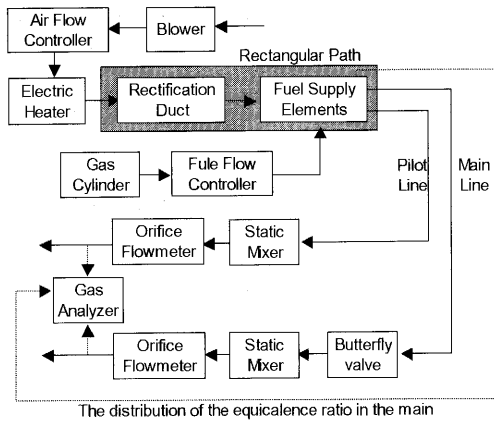 Air Flow
Controller
Blower
Rectangular Path
Electric
Heater
Rectification
Duct
Fuel Supply
Elements
Gas
Cylinder
Fule Flow
Controller
Pilot
Line
Main
Line
Orifice
Flowmeter
Static
Mixer
Gas
Analyzer
Orifice
Flowmeter
Static
Mixer
Butterfly
valve
The distribution of the equicalence ratio in the main